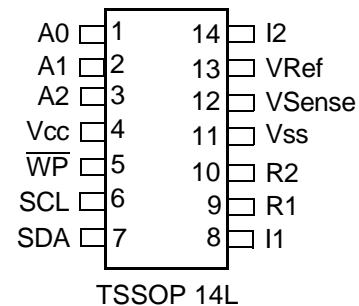 A0 1 14 I2
A1 2 13 VRef
A2 3 12 VSense
Vcc 4 11 Vss
W̅P̅ 5 10 R2
SCL 6 9 R1
SDA 7 8 I1
TSSOP 14L